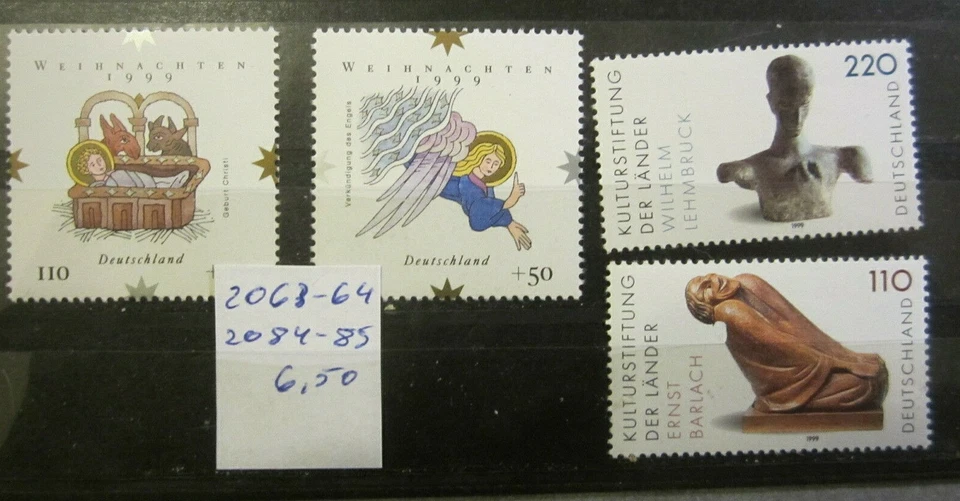 WEIHNACHTEN
1999
Geburt Christi
Deutschland
110
+
WEIHNACHTEN
1999
Verkündigung des Engels
Deutschland
+50
220
KULTURSTIFTUNG
DER LÄNDER
WILHELM
LEHMBRUCK
DEUTSCHLAND
1999
110
KULTURSTIFTUNG
DER LÄNDER
ERNST
BARLACH
DEUTSCHLAND
1999
2063-64
2084-85
6,50